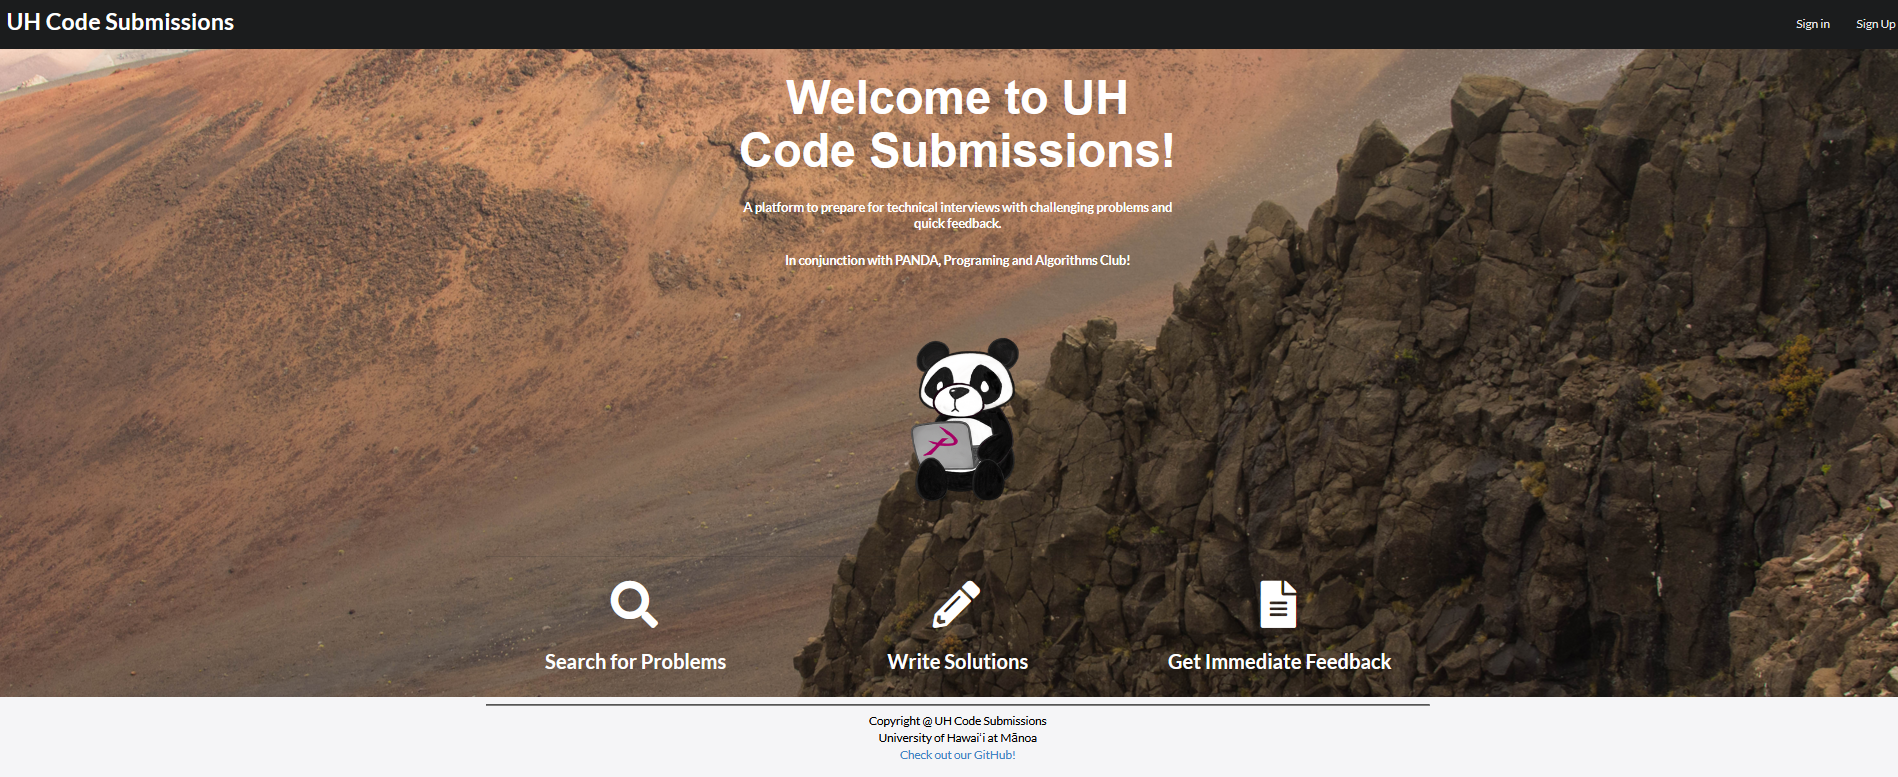 UH Code Submissions
Sign in
Sign Up
Welcome to UH
Code Submissions!
A platform to prepare for technical interviews with challenging problems and
quick feedback.
In conjunction with PANDA, Programing and Algorithms Club!
Search for Problems
Write Solutions
Get Immediate Feedback
Copyright @ UH Code Submissions
University of Hawaiʻi at Mānoa
Check out our GitHub!